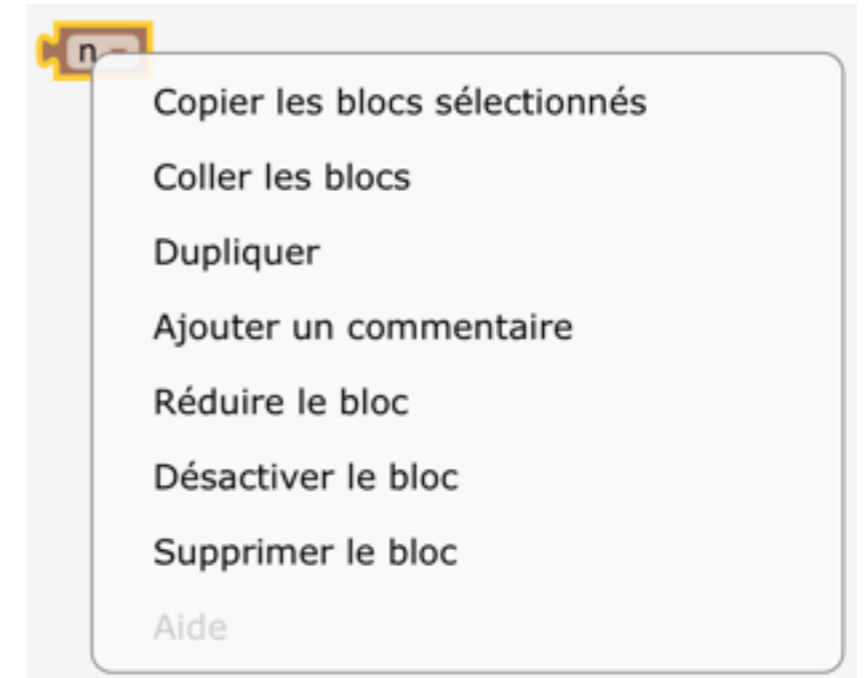 n
Copier les blocs sélectionnés
Coller les blocs
Dupliquer
Ajouter un commentaire
Réduire le bloc
Désactiver le bloc
Supprimer le bloc
Aide